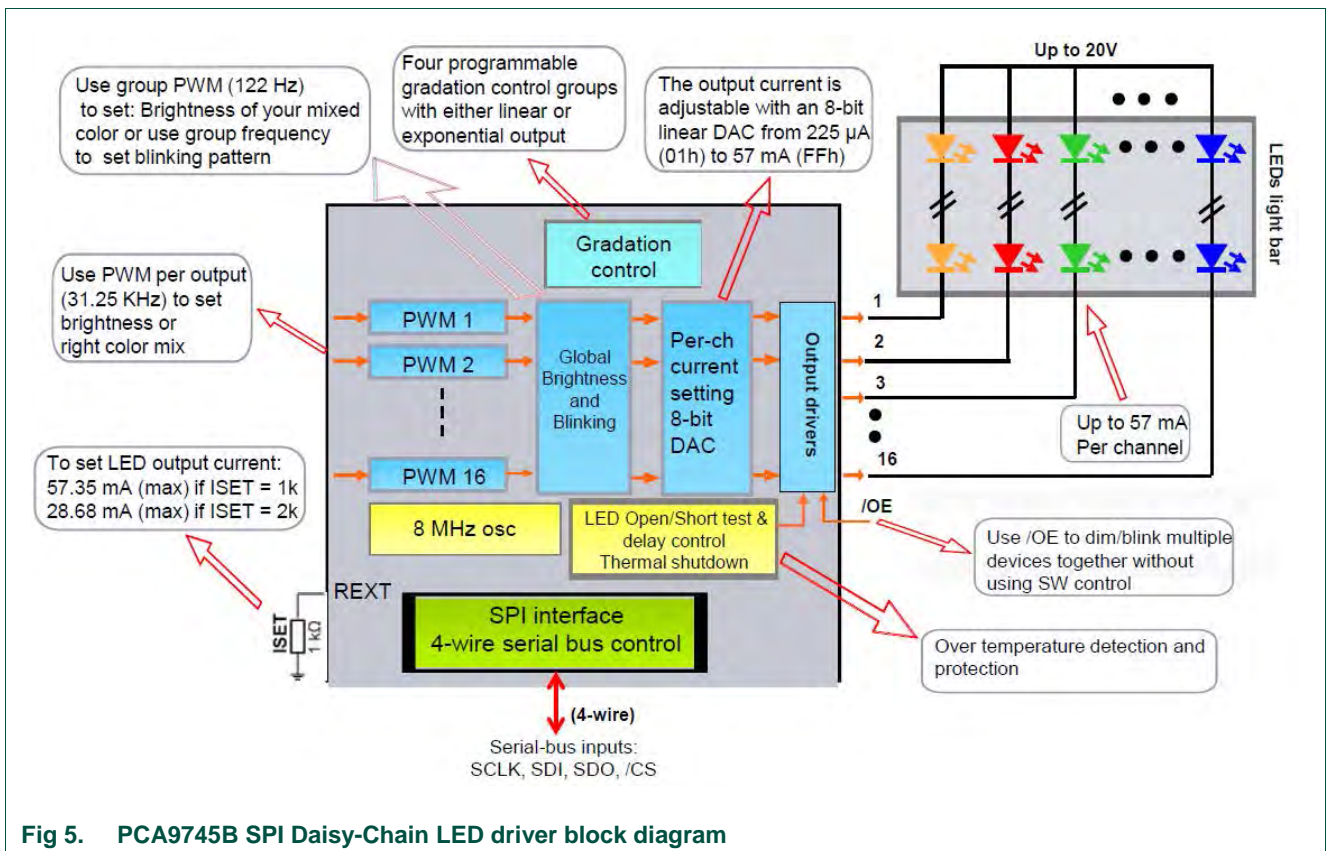 Use group PWM (122 Hz)
to set: Brightness of your mixed
color or use group frequency
to set blinking pattern
Four programmable
gradation control groups
with either linear or
exponential output
The output current is
adjustable with an 8-bit
linear DAC from 225 µA
(01h) to 57 mA (FFh)
Up to 20V
LEDs light bar
Use PWM per output
(31.25 KHz) to set
brightness or
right color mix
Gradation
control
PWM 1
PWM 2
PWM 16
Global
Brightness
and
Blinking
Per-ch
current
setting
8-bit
DAC
Output drivers
1
2
3
16
/OE
Up to 57 mA
Per channel
To set LED output current:
57.35 mA (max) if ISET = 1k
28.68 mA (max) if ISET = 2k
8 MHz osc
LED Open/Short test &
delay control
Thermal shutdown
Use /OE to dim/blink multiple
devices together without
using SW control
REXT
ISET
1 kΩ
SPI interface
4-wire serial bus control
Over temperature detection and
protection
(4-wire)
Serial-bus inputs:
SCLK, SDI, SDO, /CS
Fig 5. PCA9745B SPI Daisy-Chain LED driver block diagram